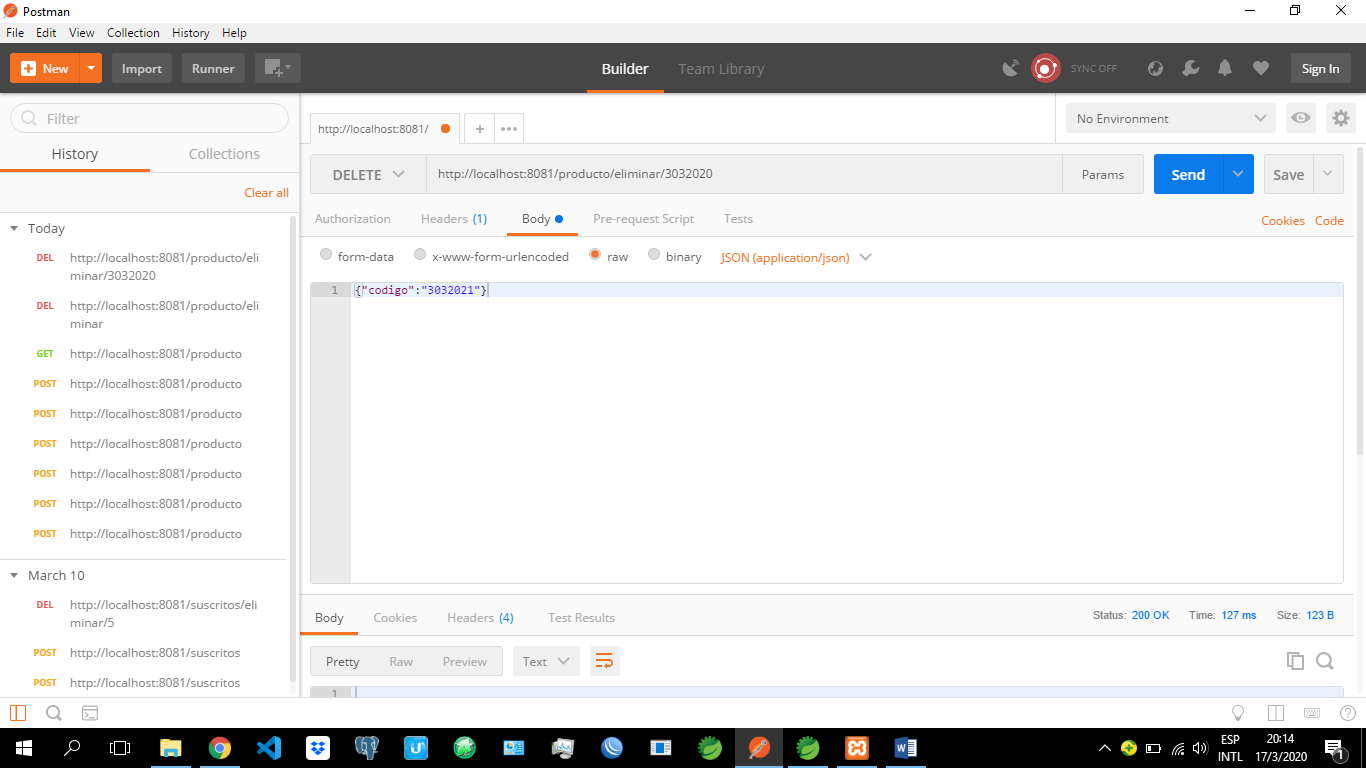 Postman
File Edit View Collection History Help
New Import Runner Builder Team Library SYNC OFF Sign In
Filter
History Collections
Clear all
Today
DEL http://localhost:8081/producto/eli
minar/3032020
DEL http://localhost:8081/producto/eli
minar
GET http://localhost:8081/producto
POST http://localhost:8081/producto
POST http://localhost:8081/producto
POST http://localhost:8081/producto
POST http://localhost:8081/producto
POST http://localhost:8081/producto
POST http://localhost:8081/producto
March 10
DEL http://localhost:8081/suscritos/eli
minar/5
POST http://localhost:8081/suscritos
POST http://localhost:8081/suscritos
http://localhost:8081/
No Environment
DELETE http://localhost:8081/producto/eliminar/3032020 Params Send Save
Authorization Headers (1) Body Pre-request Script Tests Cookies Code
form-data x-www-form-urlencoded raw binary JSON (application/json)
1 {"codigo":"3032021"}
Body Cookies Headers (4) Test Results Status: 200 OK Time: 127 ms Size: 123 B
Pretty Raw Preview Text
1
ESP
INTL
20:14
17/3/2020
1